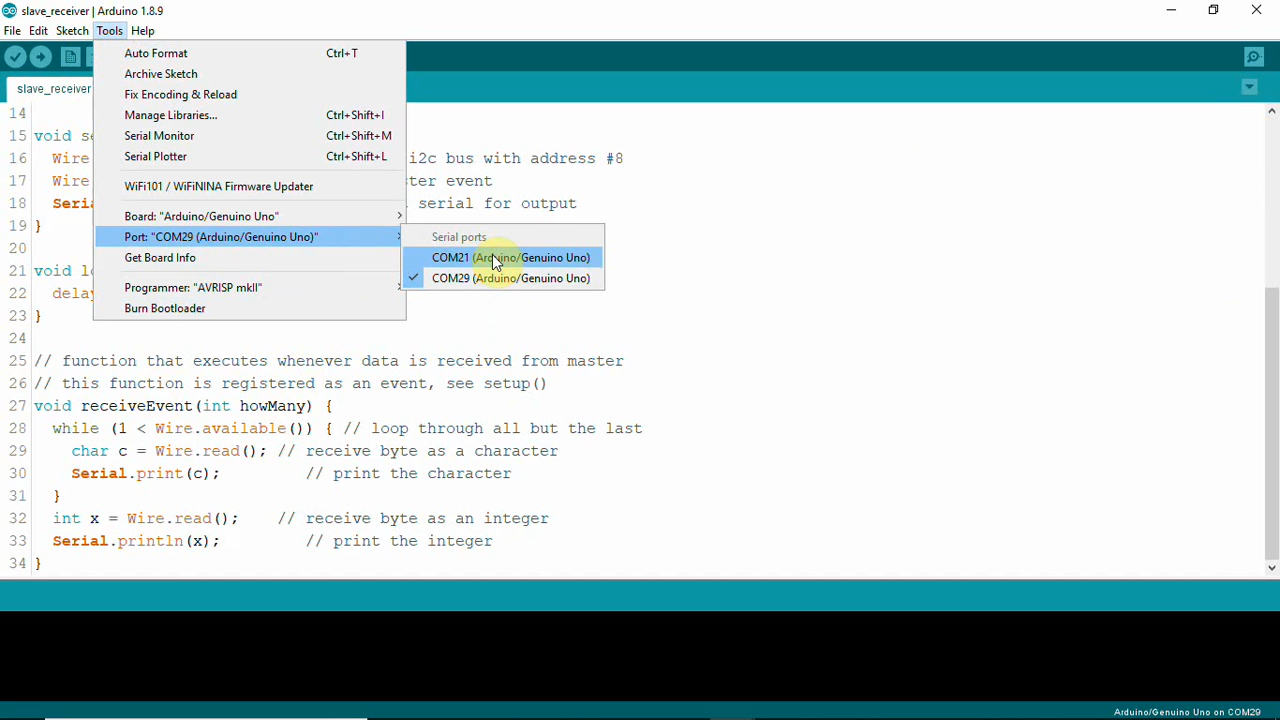 slave_receiver | Arduino 1.8.9
File Edit Sketch Tools Help
slave_receiver
Auto Format Ctrl+T
Archive Sketch
Fix Encoding & Reload
Manage Libraries... Ctrl+Shift+I
Serial Monitor Ctrl+Shift+M
Serial Plotter Ctrl+Shift+L
WiFi101 / WiFiNINA Firmware Updater
Board: "Arduino/Genuino Uno"
Port: "COM29 (Arduino/Genuino Uno)"
Get Board Info
Programmer: "AVRISP mkII"
Burn Bootloader
Serial ports
COM21 (Arduino/Genuino Uno)
COM29 (Arduino/Genuino Uno)
14
15 void se
16 Wire i2c bus with address #8
17 Wire ster event
18 Seria serial for output
19 }
20
21 void lo
22 dela
23 }
24
25 // function that executes whenever data is received from master
26 // this function is registered as an event, see setup()
27 void receiveEvent(int howMany) {
28 while (1 < Wire.available()) { // loop through all but the last
29 char c = Wire.read(); // receive byte as a character
30 Serial.print(c); // print the character
31 }
32 int x = Wire.read(); // receive byte as an integer
33 Serial.println(x); // print the integer
34 }
Arduino/Genuino Uno on COM29